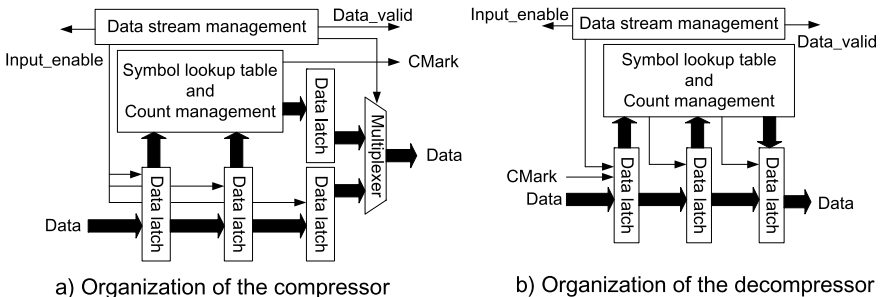 Data stream management
Data_valid
Input_enable
Symbol lookup table
and
Count management
CMark
Data latch
Multiplexer
Data
Data latch
Data latch
Data latch
Data
a) Organization of the compressor
Input_enable
Data stream management
Data_valid
Symbol lookup table
and
Count management
CMark
Data
Data latch
Data latch
Data latch
Data
b) Organization of the decompressor